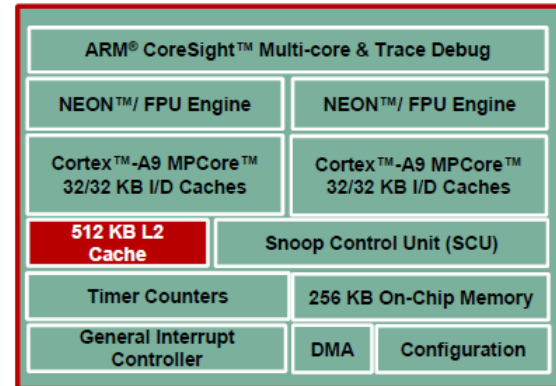 ARM® CoreSight™ Multi-core & Trace Debug
NEON™/ FPU Engine
NEON™/ FPU Engine
Cortex™-A9 MPCore™
32/32 KB I/D Caches
Cortex™-A9 MPCore™
32/32 KB I/D Caches
512 KB L2
Cache
Snoop Control Unit (SCU)
Timer Counters
256 KB On-Chip Memory
General Interrupt
Controller
DMA
Configuration